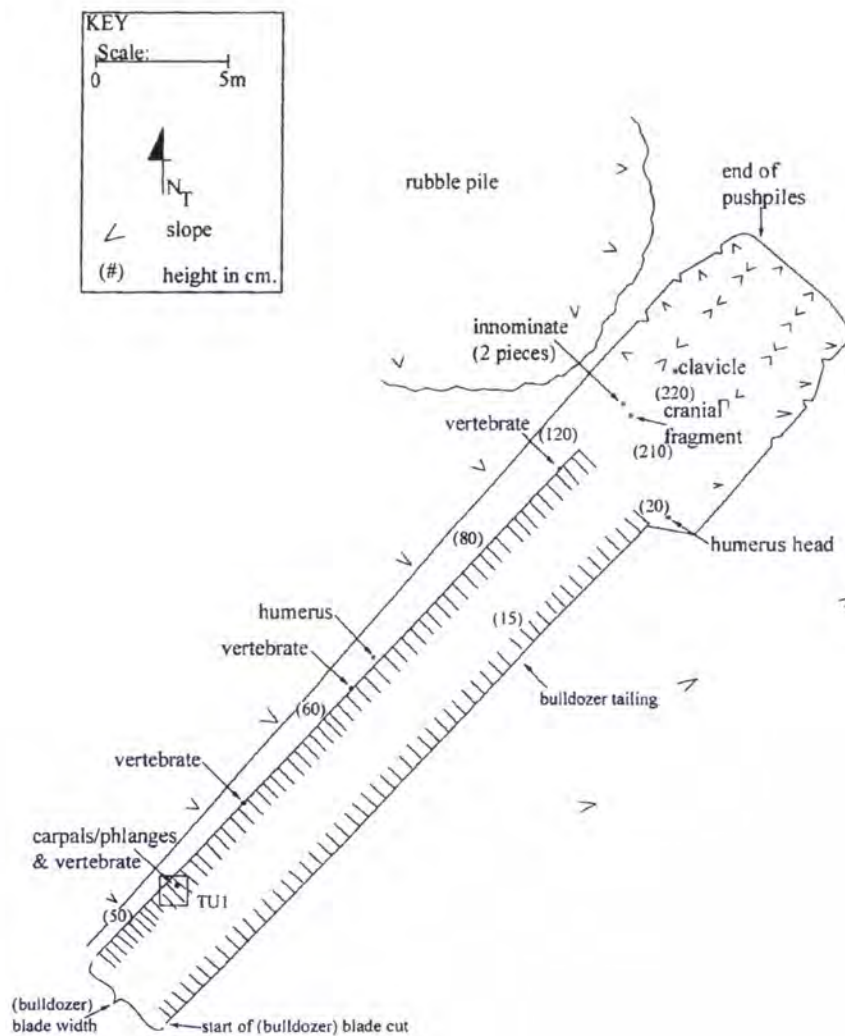 KEY
Scale:
0 5m
N T
slope
(#) height in cm.
rubble pile
end of
pushpiles
innominate
(2 pieces)
clavicle
(220)
cranial
fragment
vertebrate
(120)
(210)
(20)
(80)
humerus head
humerus
(15)
vertebrate
bulldozer tailing
(60)
vertebrate
carpals/phlanges
& vertebrate
TU1
(50)
(bulldozer)
blade width
start of (bulldozer) blade cut